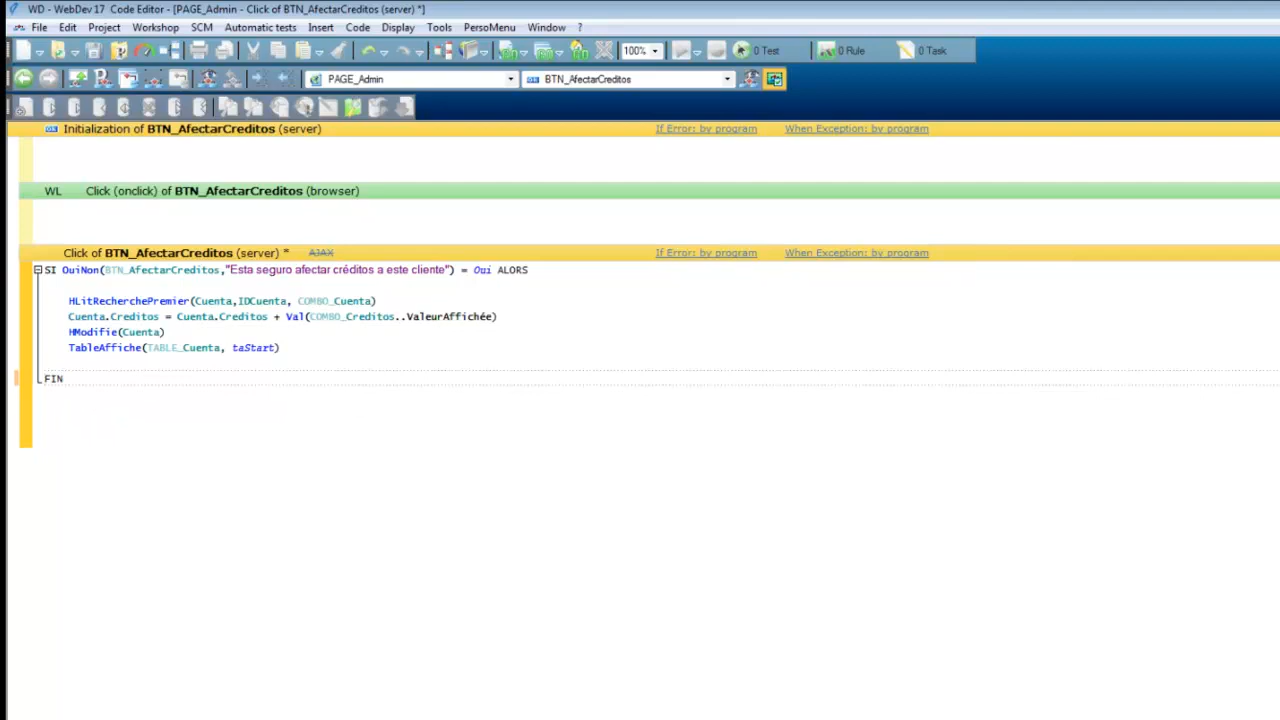 WD - WebDev 17 Code Editor - [PAGE_Admin - Click of BTN_AfectarCreditos (server) *]
File Edit Project Workshop SCM Automatic tests Insert Code Display Tools PersoMenu Window ?
100% 0 Test 0 Rule 0 Task
PAGE_Admin BTN_AfectarCreditos
Initialization of BTN_AfectarCreditos (server) If Error: by program When Exception: by program
WL Click (onclick) of BTN_AfectarCreditos (browser)
Click of BTN_AfectarCreditos (server) * AJAX If Error: by program When Exception: by program
SI OuiNon(BTN_AfectarCreditos,"Esta seguro afectar créditos a este cliente") = Oui ALORS
HLitRecherchePremier(Cuenta,IDCuenta, COMBO_Cuenta)
Cuenta.Creditos = Cuenta.Creditos + Val(COMBO_Creditos..ValeurAffichée)
HModifie(Cuenta)
TableAffiche(TABLE_Cuenta, taStart)
FIN